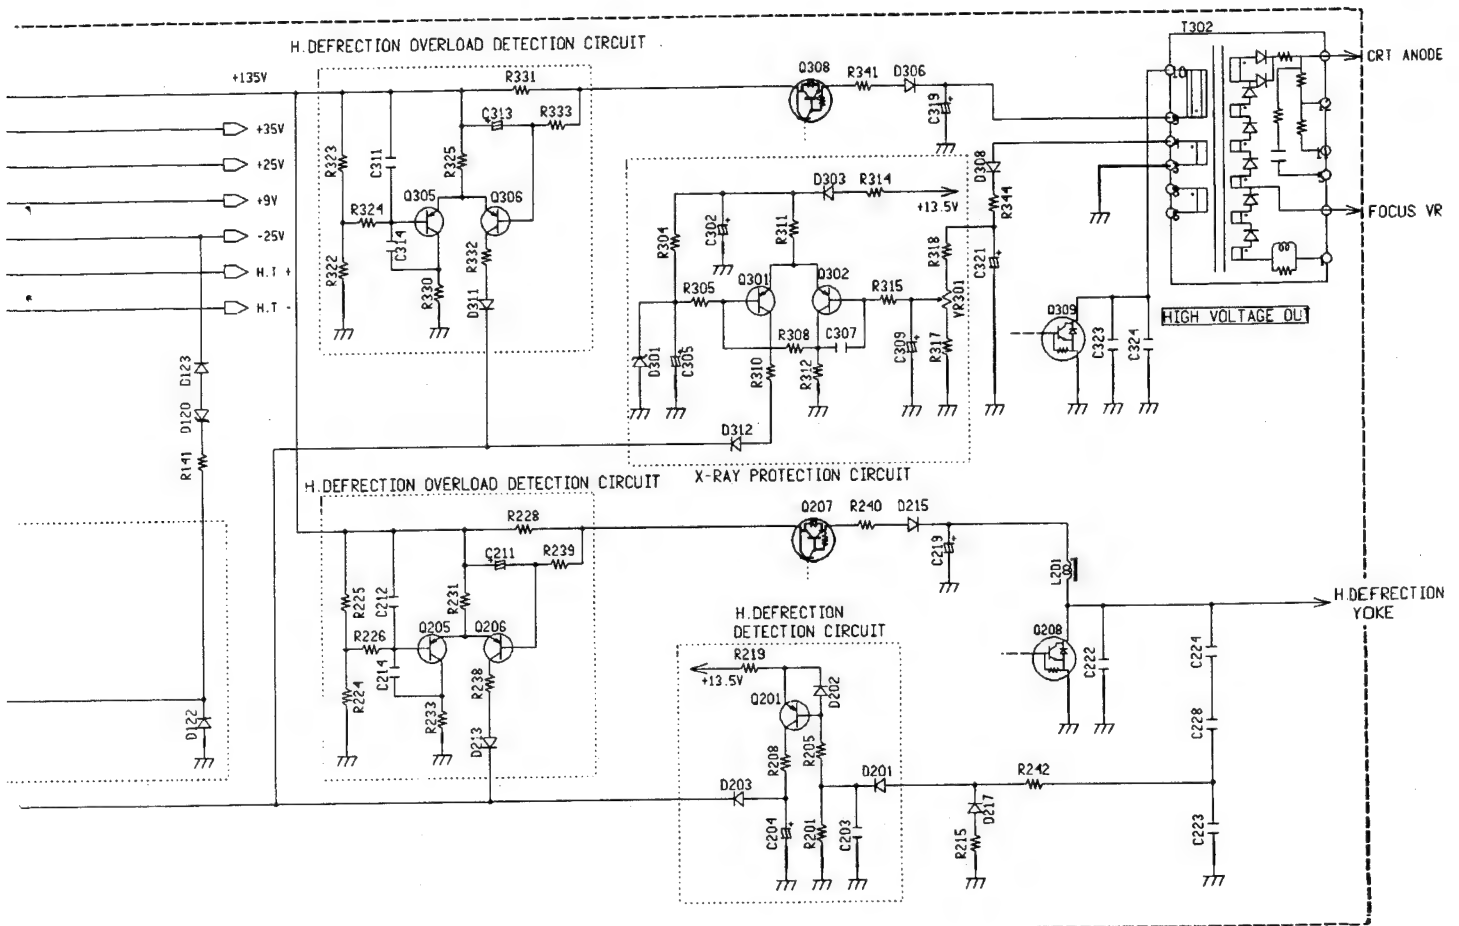 T302
H.DEFRECTION OVERLOAD DETECTION CIRCUIT
CRT ANODE
+135V
R331
Q308
R341
D306
10
C313
R333
C319
+35V
R323
C311
R325
D308
+25V
D303
R314
Q305
Q306
+13.5V
R344
+9V
R324
C302
R311
FOCUS VR
-25V
R304
R318
C314
R332
C321
H.T +
R322
R330
D311
R305
Q301
Q302
R315
VR301
HIGH VOLTAGE OUT
H.T -
Q309
R308
C307
C323
C324
D301
C305
R310
R312
C309
R317
D123
D120
D312
R141
X-RAY PROTECTION CIRCUIT
H.DEFRECTION OVERLOAD DETECTION CIRCUIT
Q207
R240
D215
R228
C211
R239
C219
L201
R225
C212
R231
H.DEFRECTION
YOKE
H.DEFRECTION
DETECTION CIRCUIT
R226
Q205
Q206
Q208
R219
C222
C224
+13.5V
C214
R224
R238
Q201
D202
R233
D213
D122
C228
R208
R205
D201
R242
D203
D217
C204
R201
C203
R215
C223